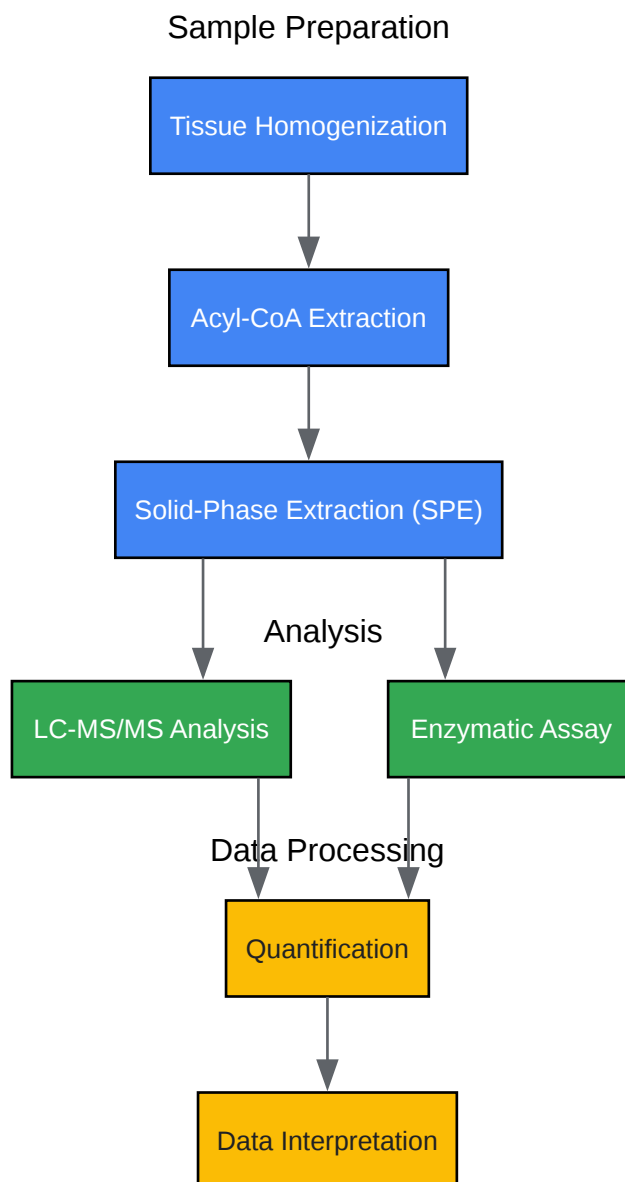 Sample Preparation
Tissue Homogenization
Acyl-CoA Extraction
Solid-Phase Extraction (SPE)
Analysis
LC-MS/MS Analysis
Enzymatic Assay
Data Processing
Quantification
Data Interpretation